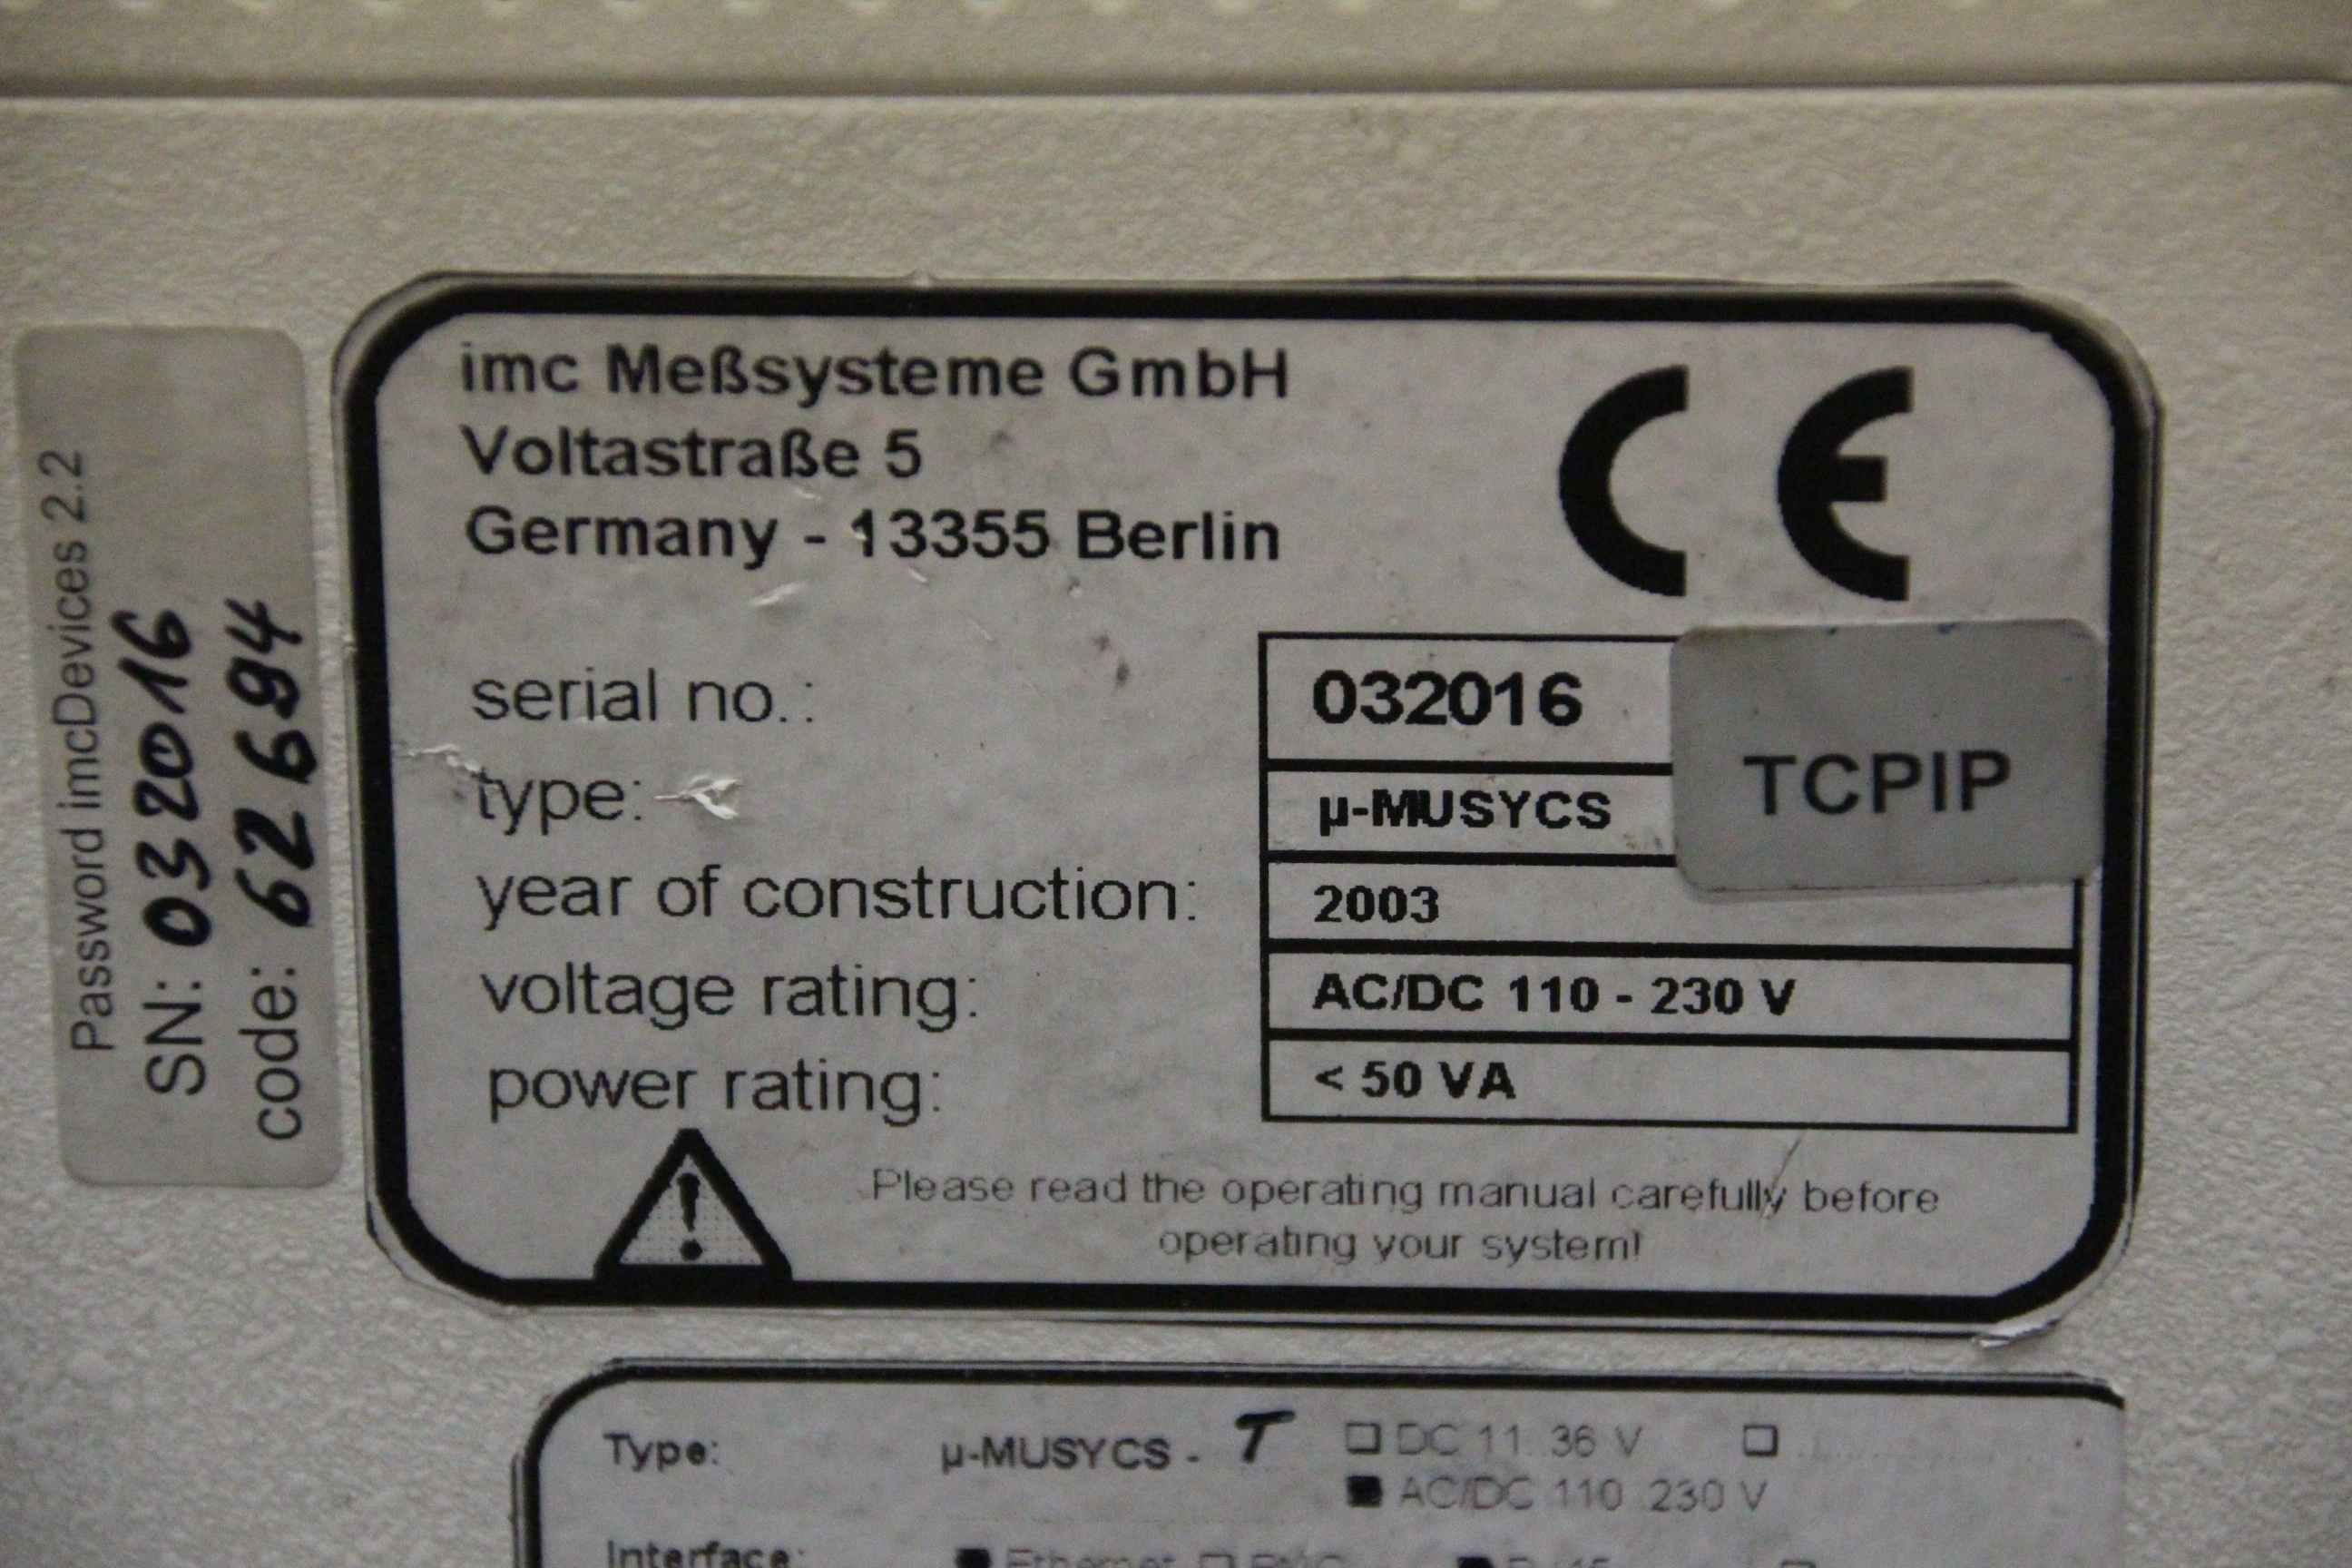 Password imcDevices 2.2
SN: 032016
code: 62694
imc Meßsysteme GmbH
Voltastraße 5
Germany - 13355 Berlin
CE
serial no.: 032016
type: µ-MUSYCS
TCPIP
year of construction: 2003
voltage rating: AC/DC 110 - 230 V
power rating: < 50 VA
Please read the operating manual carefully before
operating your system!
Type: µ-MUSYCS - T DC 11..36 V
AC/DC 110..230 V
Interface: Ethernet